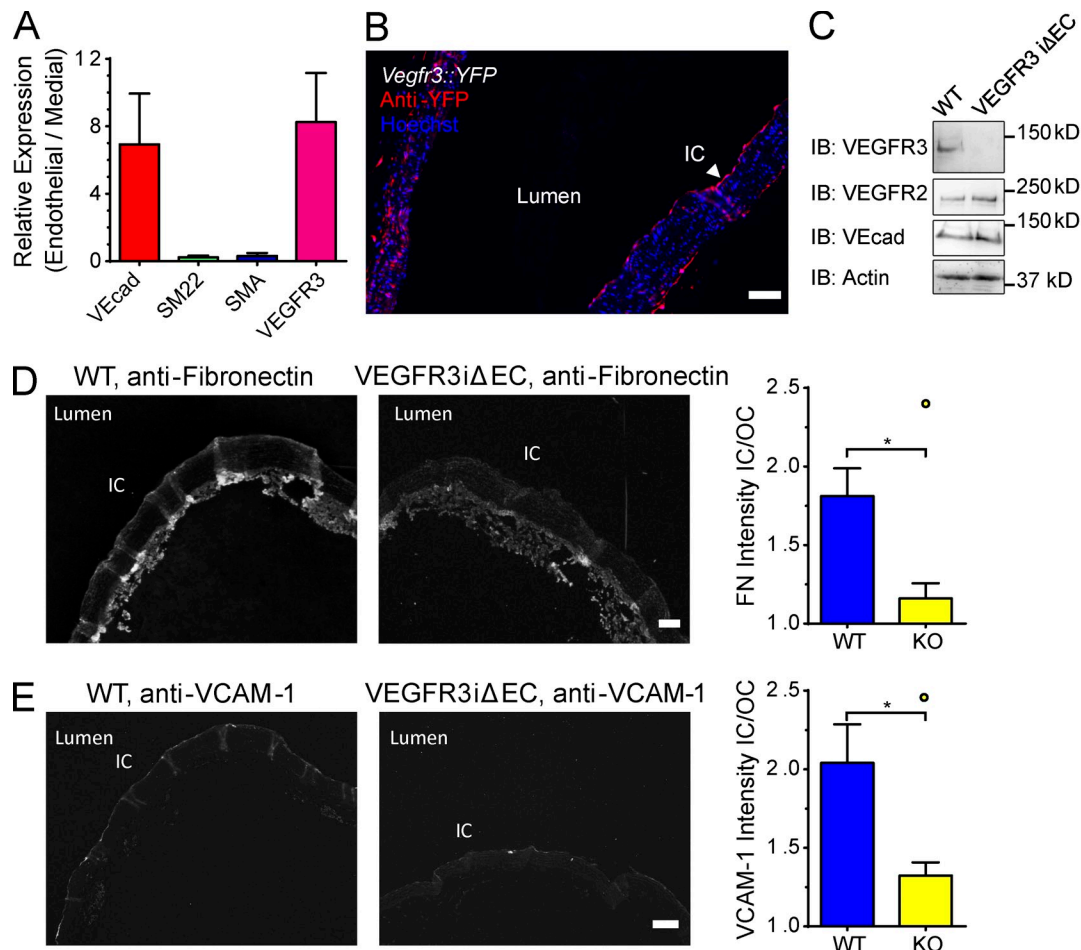 A
Relative Expression
(Endothelial / Medial)
12
8
4
0
VEcad
SM22
SMA
VEGFR3
B
Vegfr3::YFP
Anti-YFP
Hoechst
IC
Lumen
C
WT
VEGFR3 iΔEC
IB: VEGFR3
150 kD
IB: VEGFR2
250 kD
IB: VEcad
150 kD
IB: Actin
37 kD
D
WT, anti-Fibronectin
Lumen
IC
VEGFR3iΔEC, anti-Fibronectin
Lumen
IC
FN Intensity IC/OC
2.5
2.0
1.5
1.0
*
WT
KO
E
WT, anti-VCAM-1
Lumen
IC
VEGFR3iΔEC, anti-VCAM-1
Lumen
IC
VCAM-1 Intensity IC/OC
2.5
2.0
1.5
1.0
*
WT
KO